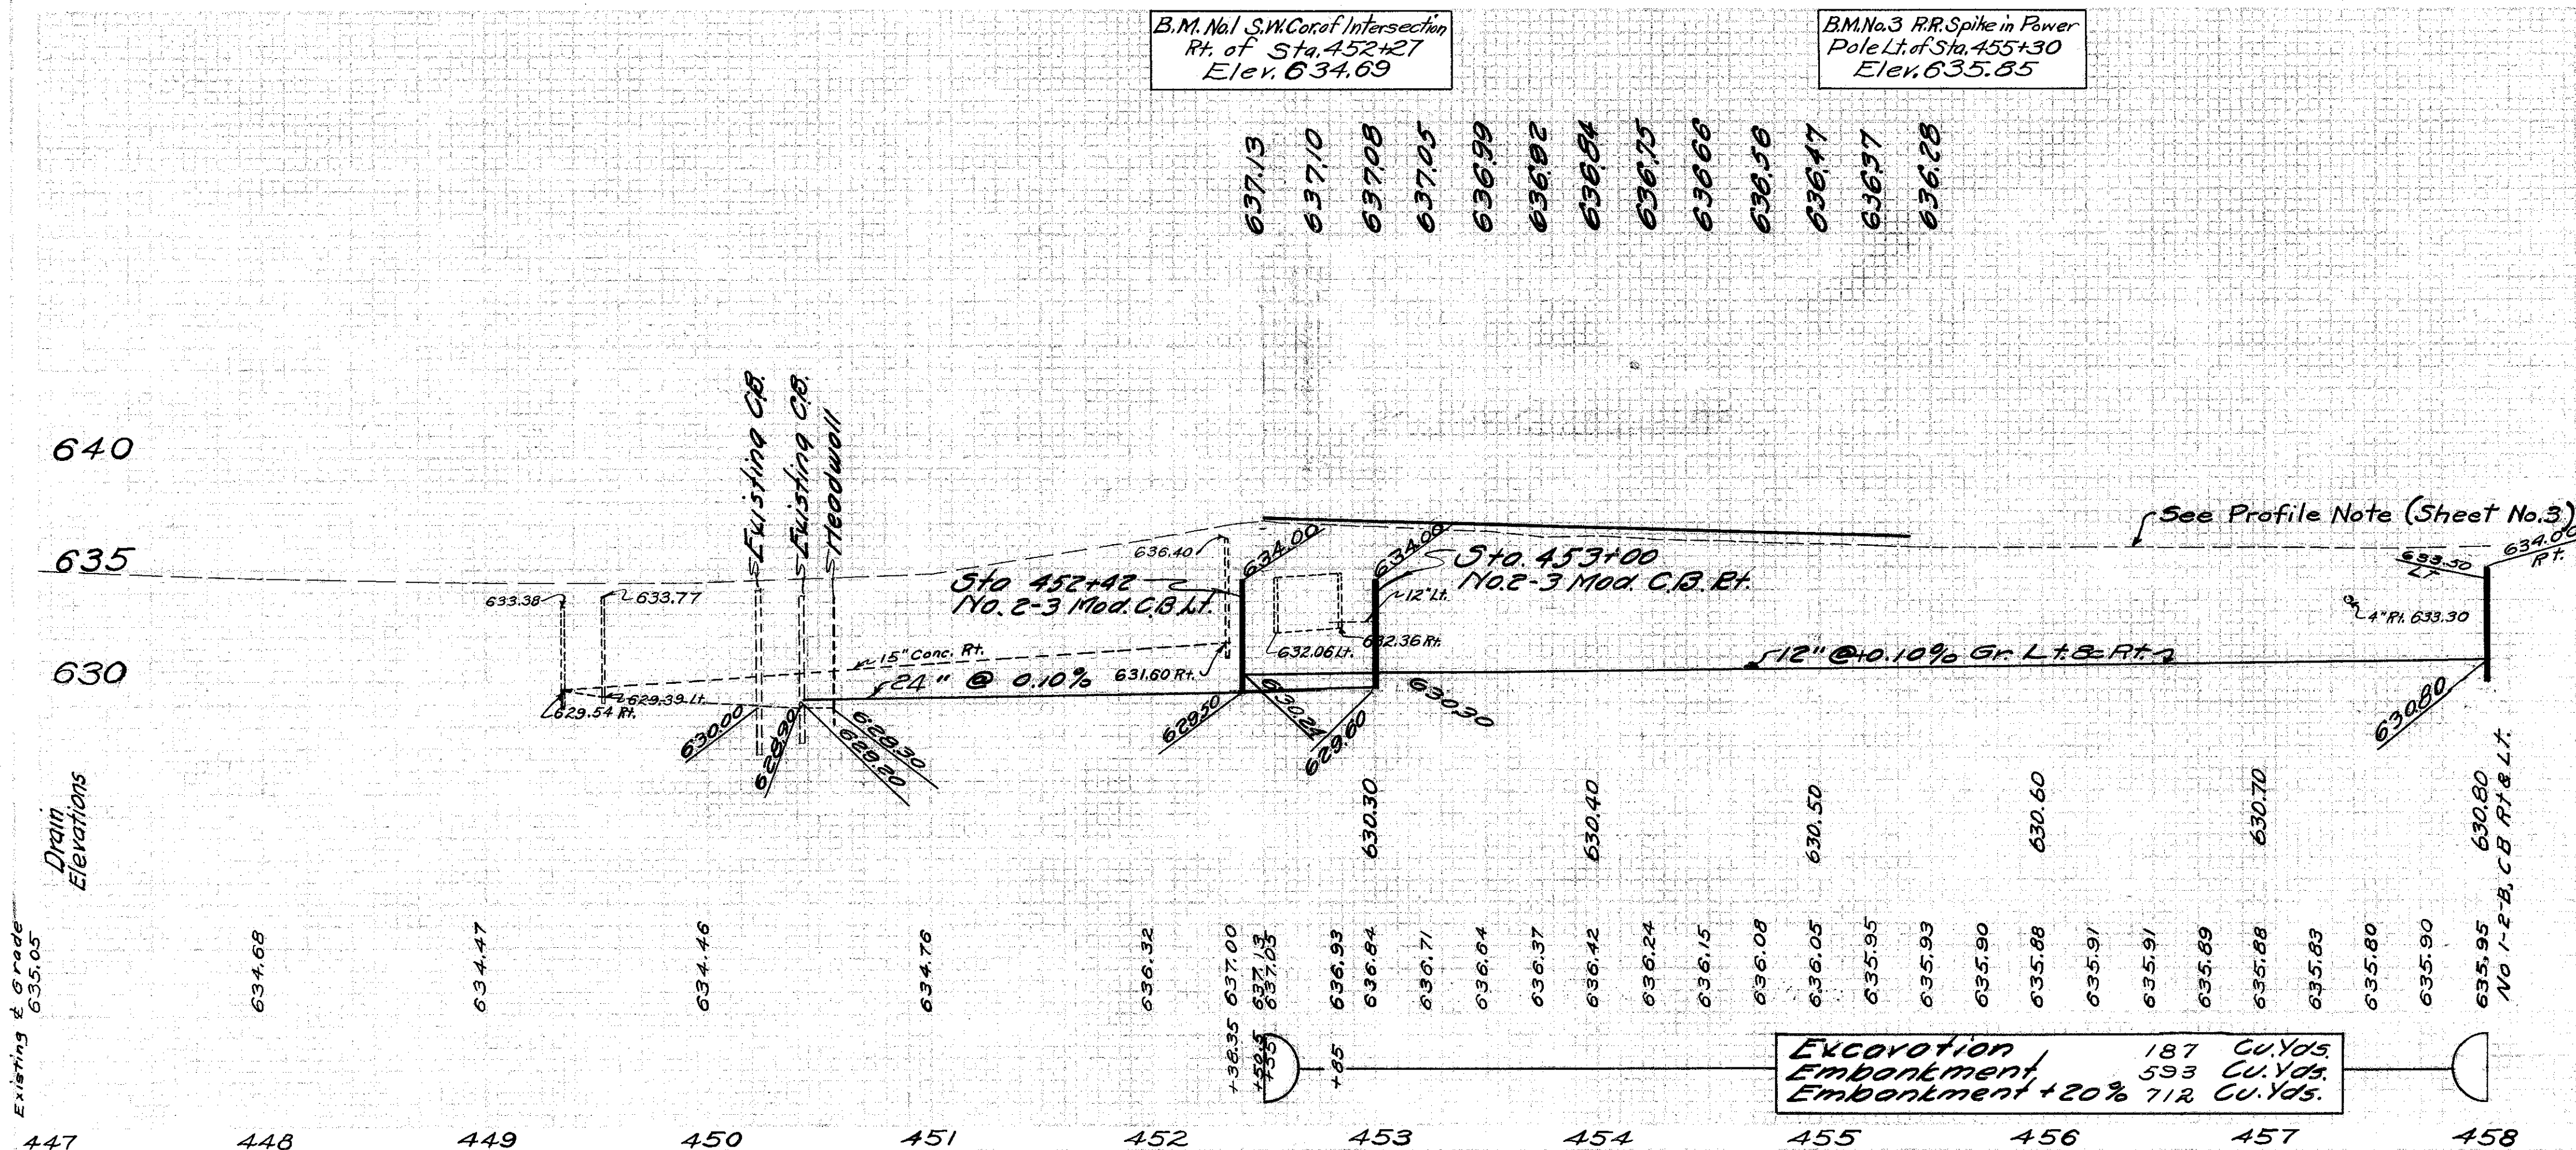 B.M. No.1 S.W. Cor. of Intersection
Rt. of Sta. 452+27
Elev. 634.69
B.M. No.3 R.R. Spike in Power
Pole Lt. of Sta. 455+30
Elev. 635.85
637.13
637.10
637.08
637.05
636.99
636.92
636.84
636.75
636.66
636.56
636.47
636.37
636.28
640
635
630
Existing C.B.
Existing C.B.
Headwall
636.40
634.00
634.00
Sta. 452+42
No. 2-3 Mod. C.B. Lt.
Sta. 453+00
No. 2-3 Mod. C.B. Rt.
See Profile Note (Sheet No.3)
633.50
Lt.
634.00
Rt.
633.38
633.77
12" Lt.
4" Rt. 633.30
632.06 Lt.
632.36 Rt.
15" Conc. Rt.
24" @ 0.10%
631.60 Rt.
12" @+0.10% Gr. Lt. & Rt.
629.39 Lt.
629.54 Rt.
630.00
628.90
628.30
629.20
629.50
630.24
629.60
630.30
630.80
Drain
Elevations
630.30
630.40
630.50
630.60
630.70
630.80
No 1-2-B, CB Rt & Lt.
Existing ℄ Grade
635.05
634.68
634.47
634.46
634.76
636.32
637.00
637.13
637.05
636.93
636.84
636.71
636.64
636.37
636.42
636.24
636.15
636.08
636.05
635.95
635.93
635.90
635.88
635.91
635.91
635.89
635.88
635.83
635.80
635.90
635.95
+38.35
+50.5
+85
Excavation 187 Cu. Yds.
Embankment 593 Cu. Yds.
Embankment +20% 712 Cu. Yds.
447 448 449 450 451 452 453 454 455 456 457 458